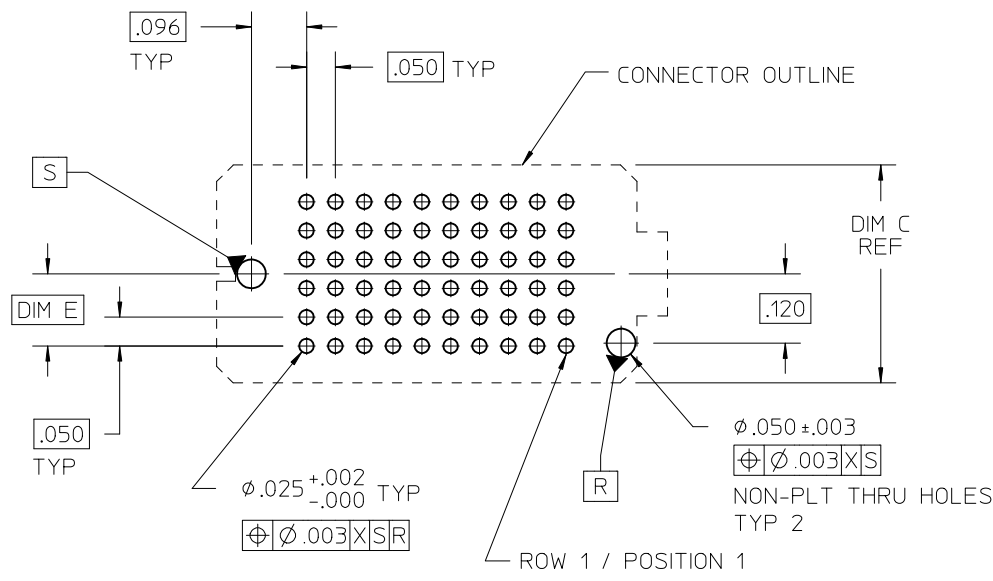 .096
TYP
.050 TYP
CONNECTOR OUTLINE
S
DIM C
REF
DIM E
.120
.050
TYP
⌀.050 ±.003
⌖ ⌀.003 X S
NON-PLT THRU HOLES
TYP 2
⌀.025 +.002 -.000 TYP
⌖ ⌀.003 X S R
R
ROW 1 / POSITION 1